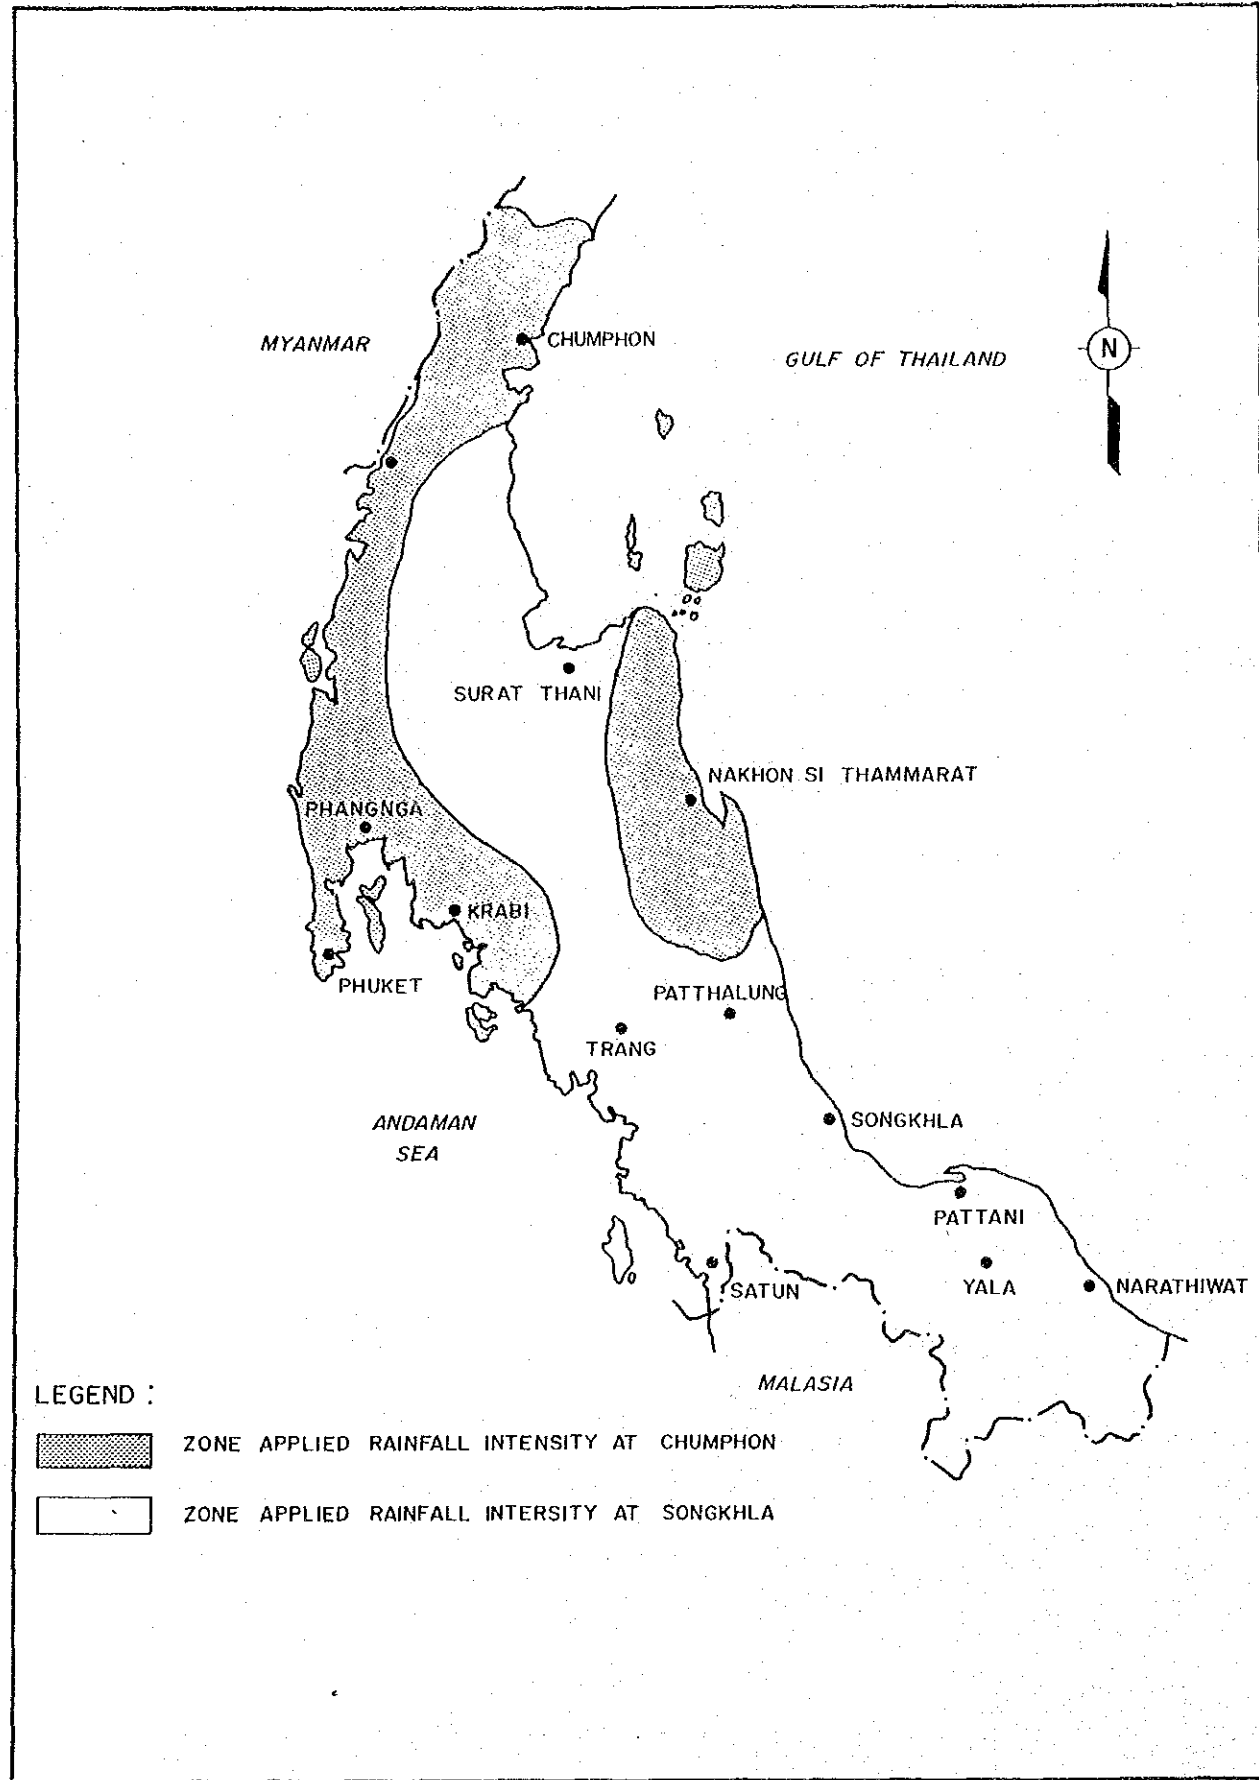 MYANMAR
CHUMPHON
GULF OF THAILAND
N
SURAT THANI
NAKHON SI THAMMARAT
PHANGNGA
KRABI
PHUKET
PATTHALUNG
TRANG
ANDAMAN
SEA
SONGKHLA
PATTANI
SATUN
YALA
NARATHIWAT
MALASIA
LEGEND :
ZONE APPLIED RAINFALL INTENSITY AT CHUMPHON
ZONE APPLIED RAINFALL INTERSITY AT SONGKHLA